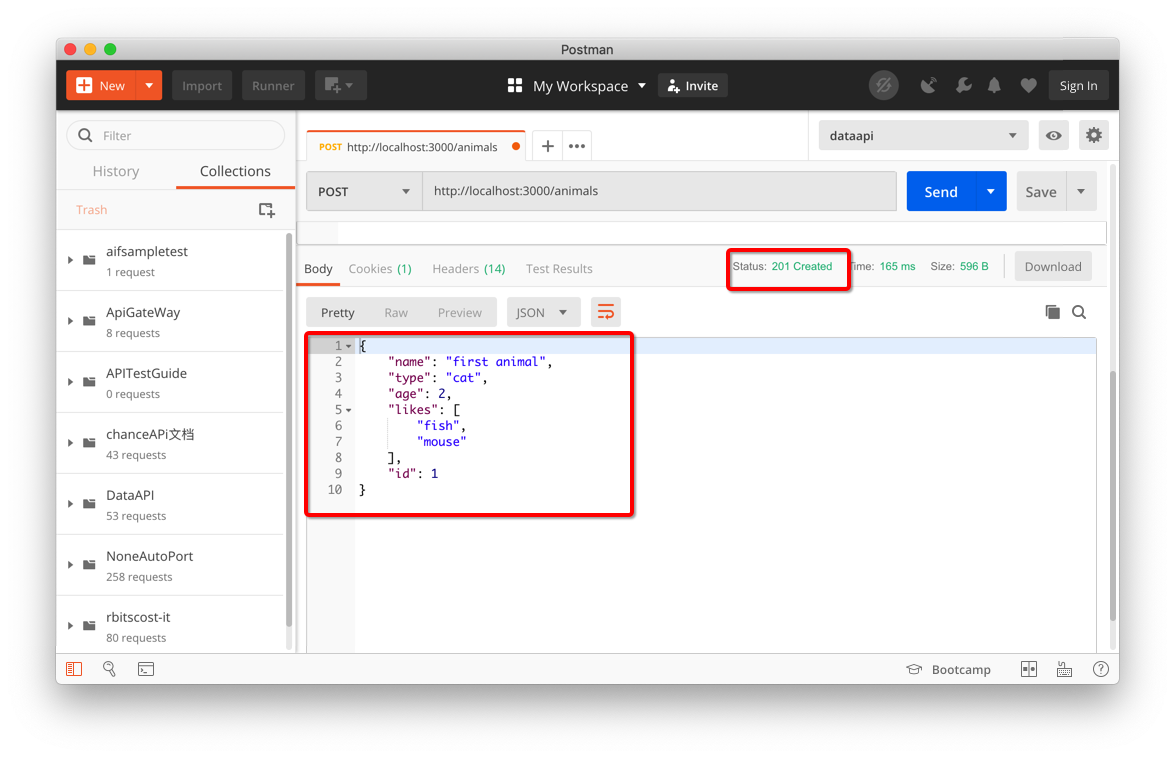 Postman
New
Import
Runner
My Workspace
Invite
Sign In
Filter
History
Collections
Trash
aifsampletest
1 request
ApiGateWay
8 requests
APITestGuide
0 requests
chanceAPi文档
43 requests
DataAPI
53 requests
NoneAutoPort
258 requests
rbitscost-it
80 requests
POST http://localhost:3000/animals
dataapi
POST
http://localhost:3000/animals
Send
Save
Body
Cookies (1)
Headers (14)
Test Results
Status: 201 Created
Time: 165 ms
Size: 596 B
Download
Pretty
Raw
Preview
JSON
1 {
2 "name": "first animal",
3 "type": "cat",
4 "age": 2,
5 "likes": [
6 "fish",
7 "mouse"
8 ],
9 "id": 1
10 }
Bootcamp